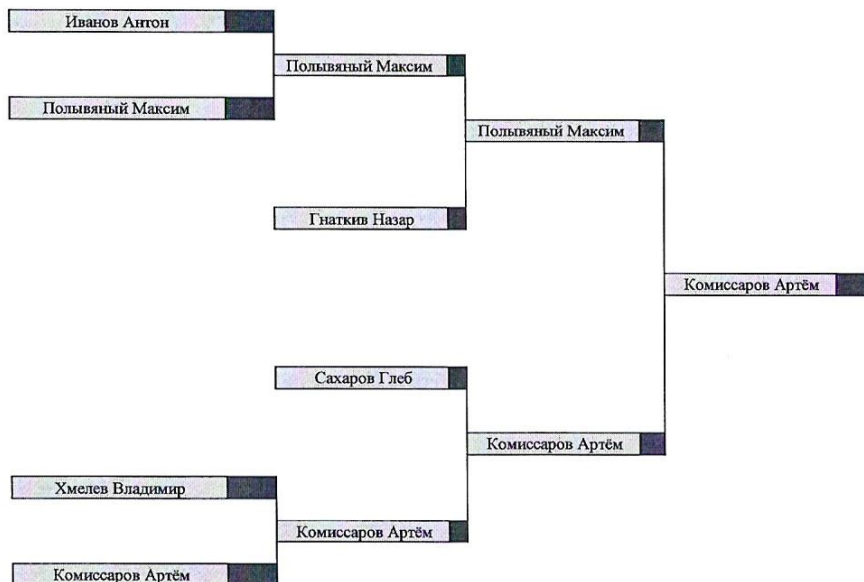 Иванов Антон
Полывяный Максим
Полывяный Максим
Полывяный Максим
Гнаткив Назар
Комиссаров Артём
Сахаров Глеб
Комиссаров Артём
Хмелев Владимир
Комиссаров Артём
Комиссаров Артём